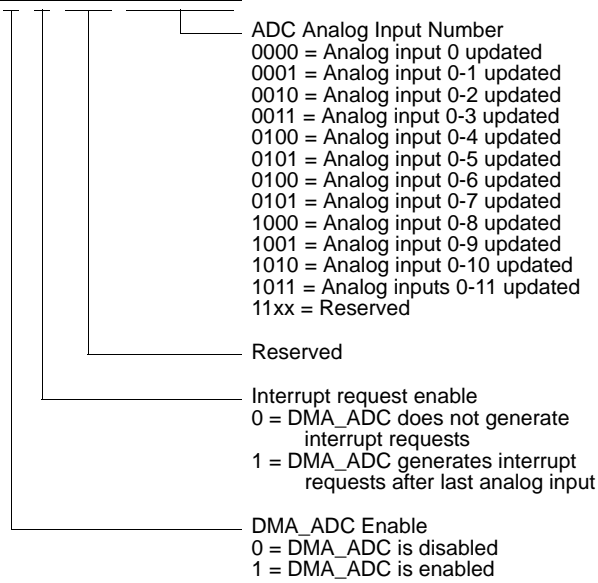 ADC Analog Input Number
0000 = Analog input 0 updated
0001 = Analog input 0-1 updated
0010 = Analog input 0-2 updated
0011 = Analog input 0-3 updated
0100 = Analog input 0-4 updated
0101 = Analog input 0-5 updated
0100 = Analog input 0-6 updated
0101 = Analog input 0-7 updated
1000 = Analog input 0-8 updated
1001 = Analog input 0-9 updated
1010 = Analog input 0-10 updated
1011 = Analog inputs 0-11 updated
11xx = Reserved
Reserved
Interrupt request enable
0 = DMA_ADC does not generate
interrupt requests
1 = DMA_ADC generates interrupt
requests after last analog input
DMA_ADC Enable
0 = DMA_ADC is disabled
1 = DMA_ADC is enabled